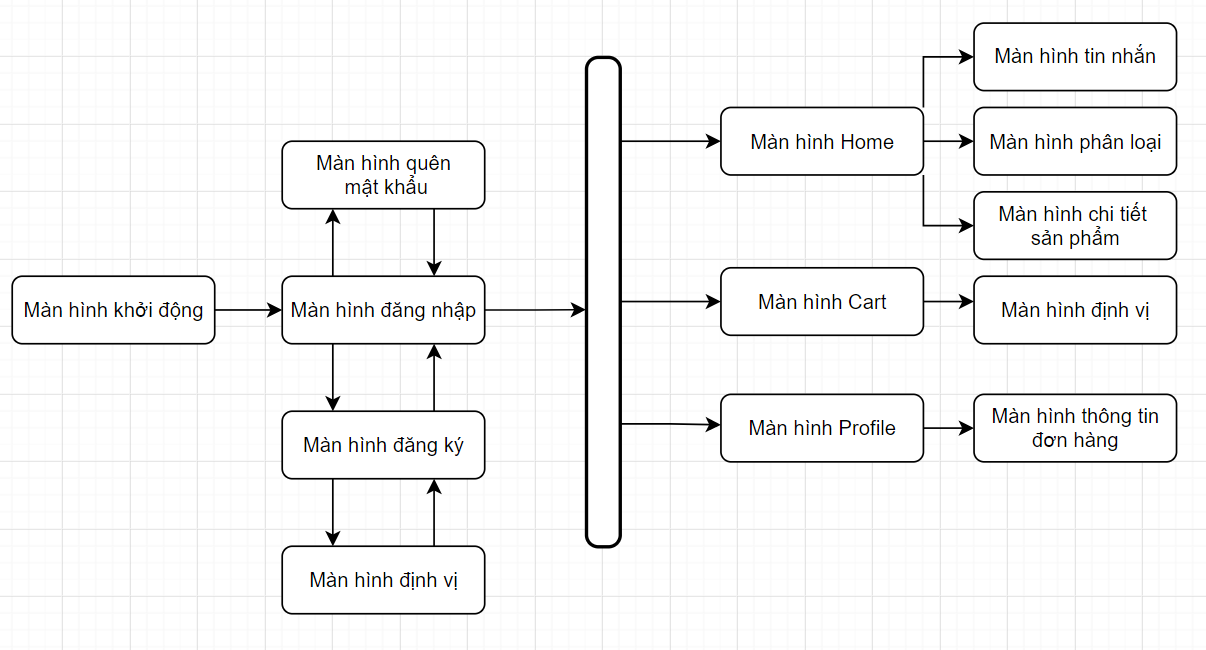 Màn hình khởi động
Màn hình quên
mật khẩu
Màn hình đăng nhập
Màn hình đăng ký
Màn hình định vị
Màn hình Home
Màn hình Cart
Màn hình Profile
Màn hình tin nhắn
Màn hình phân loại
Màn hình chi tiết
sản phẩm
Màn hình định vị
Màn hình thông tin
đơn hàng